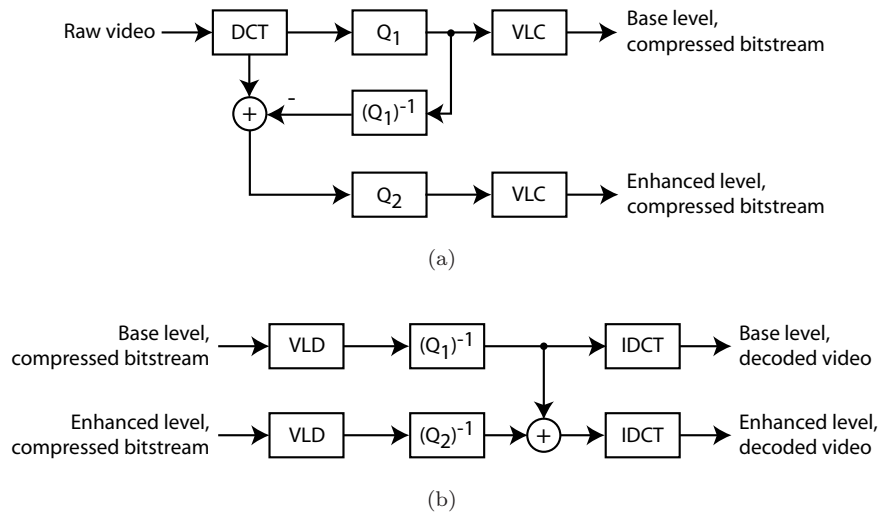 Raw video
DCT
Q1
VLC
Base level,
compressed bitstream
+
-
(Q1)-1
Q2
VLC
Enhanced level,
compressed bitstream
(a)
Base level,
compressed bitstream
VLD
(Q1)-1
IDCT
Base level,
decoded video
Enhanced level,
compressed bitstream
VLD
(Q2)-1
+
IDCT
Enhanced level,
decoded video
(b)